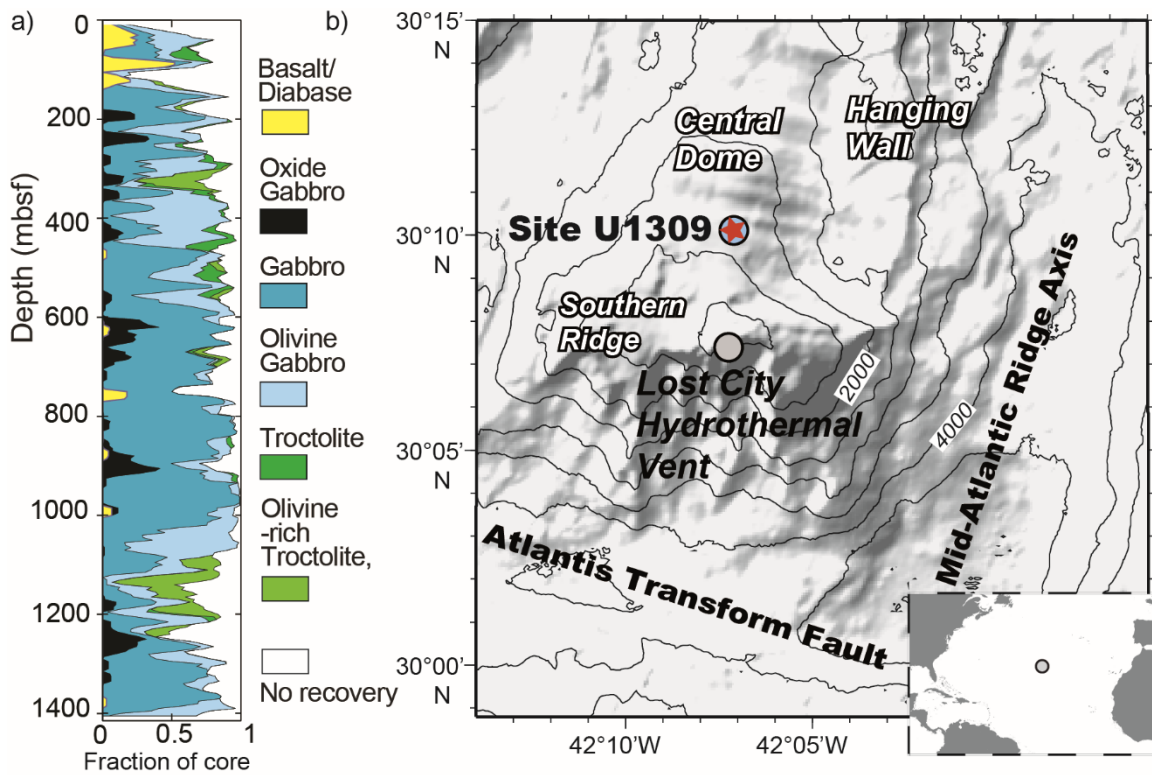 a)
Depth (mbsf)
0
200
400
600
800
1000
1200
1400
0
0.5
1
Fraction of core
Basalt/
Diabase
Oxide
Gabbro
Gabbro
Olivine
Gabbro
Troctolite
Olivine
-rich
Troctolite,
No recovery
b)
30°15'
N
30°10'
N
30°05'
N
30°00'
N
42°10'W
42°05'W
Central
Dome
Hanging
Wall
Site U1309
Southern
Ridge
Lost City
Hydrothermal
Vent
2000
4000
Mid-Atlantic Ridge Axis
Atlantis Transform Fault